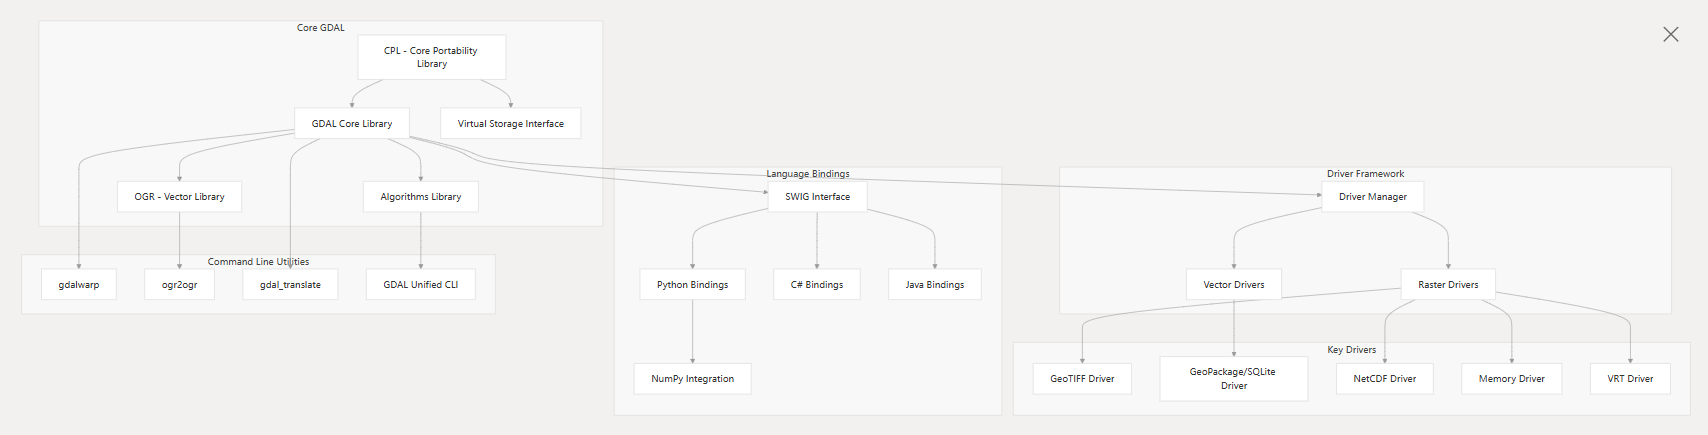 Core GDAL
CPL - Core Portability
Library
GDAL Core Library
Virtual Storage Interface
OGR - Vector Library
Algorithms Library
Command Line Utilities
gdalwarp
ogr2ogr
gdal_translate
GDAL Unified CLI
Language Bindings
SWIG Interface
Python Bindings
C# Bindings
Java Bindings
NumPy Integration
Driver Framework
Driver Manager
Vector Drivers
Raster Drivers
Key Drivers
GeoTIFF Driver
GeoPackage/SQLite
Driver
NetCDF Driver
Memory Driver
VRT Driver